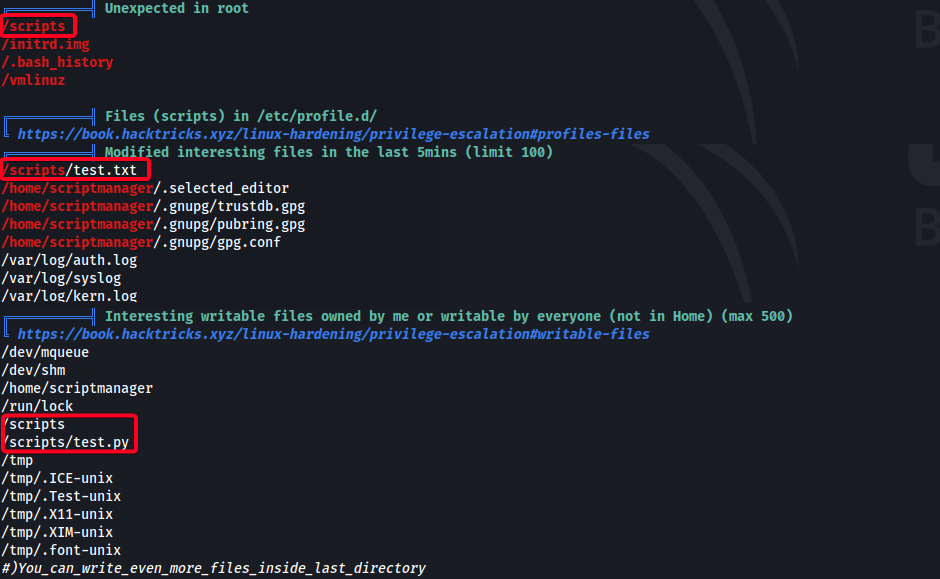 Unexpected in root
/scripts
/initrd.img
/.bash_history
/vmlinuz
Files (scripts) in /etc/profile.d/
https://book.hacktricks.xyz/linux-hardening/privilege-escalation#profiles-files
Modified interesting files in the last 5mins (limit 100)
/scripts/test.txt
/home/scriptmanager/.selected_editor
/home/scriptmanager/.gnupg/trustdb.gpg
/home/scriptmanager/.gnupg/pubring.gpg
/home/scriptmanager/.gnupg/gpg.conf
/var/log/auth.log
/var/log/syslog
/var/log/kern.log
Interesting writable files owned by me or writable by everyone (not in Home) (max 500)
https://book.hacktricks.xyz/linux-hardening/privilege-escalation#writable-files
/dev/mqueue
/dev/shm
/home/scriptmanager
/run/lock
/scripts
/scripts/test.py
/tmp
/tmp/.ICE-unix
/tmp/.Test-unix
/tmp/.X11-unix
/tmp/.XIM-unix
/tmp/.font-unix
#)You_can_write_even_more_files_inside_last_directory